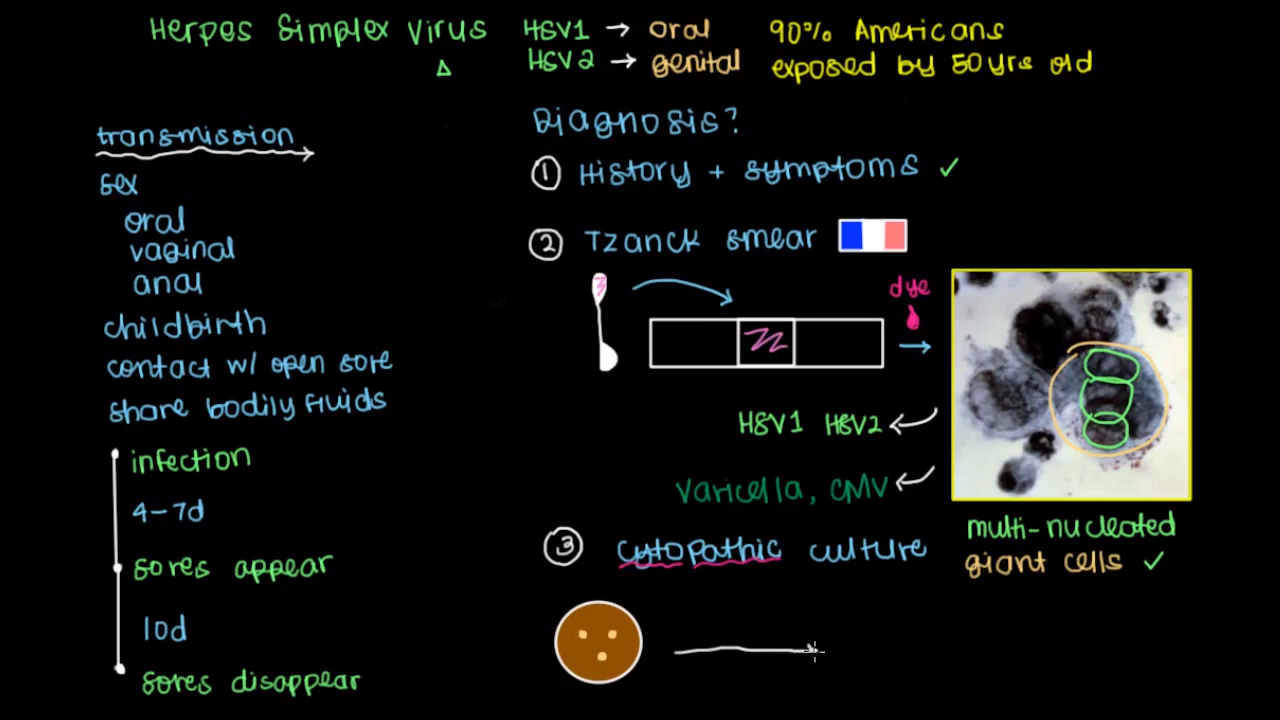 Herpes Simplex Virus
HSV1 → oral
HSV2 → genital
90% Americans
exposed by 50 yrs old
transmission
sex
oral
vaginal
anal
childbirth
contact w/ open sore
share bodily fluids
infection
4-7d
sores appear
10d
sores disappear
Diagnosis?
① History + symptoms ✓
② Tzanck smear
dye
HSV1 HSV2
Varicella, CMV
multi-nucleated
giant cells ✓
③ cytopathic culture